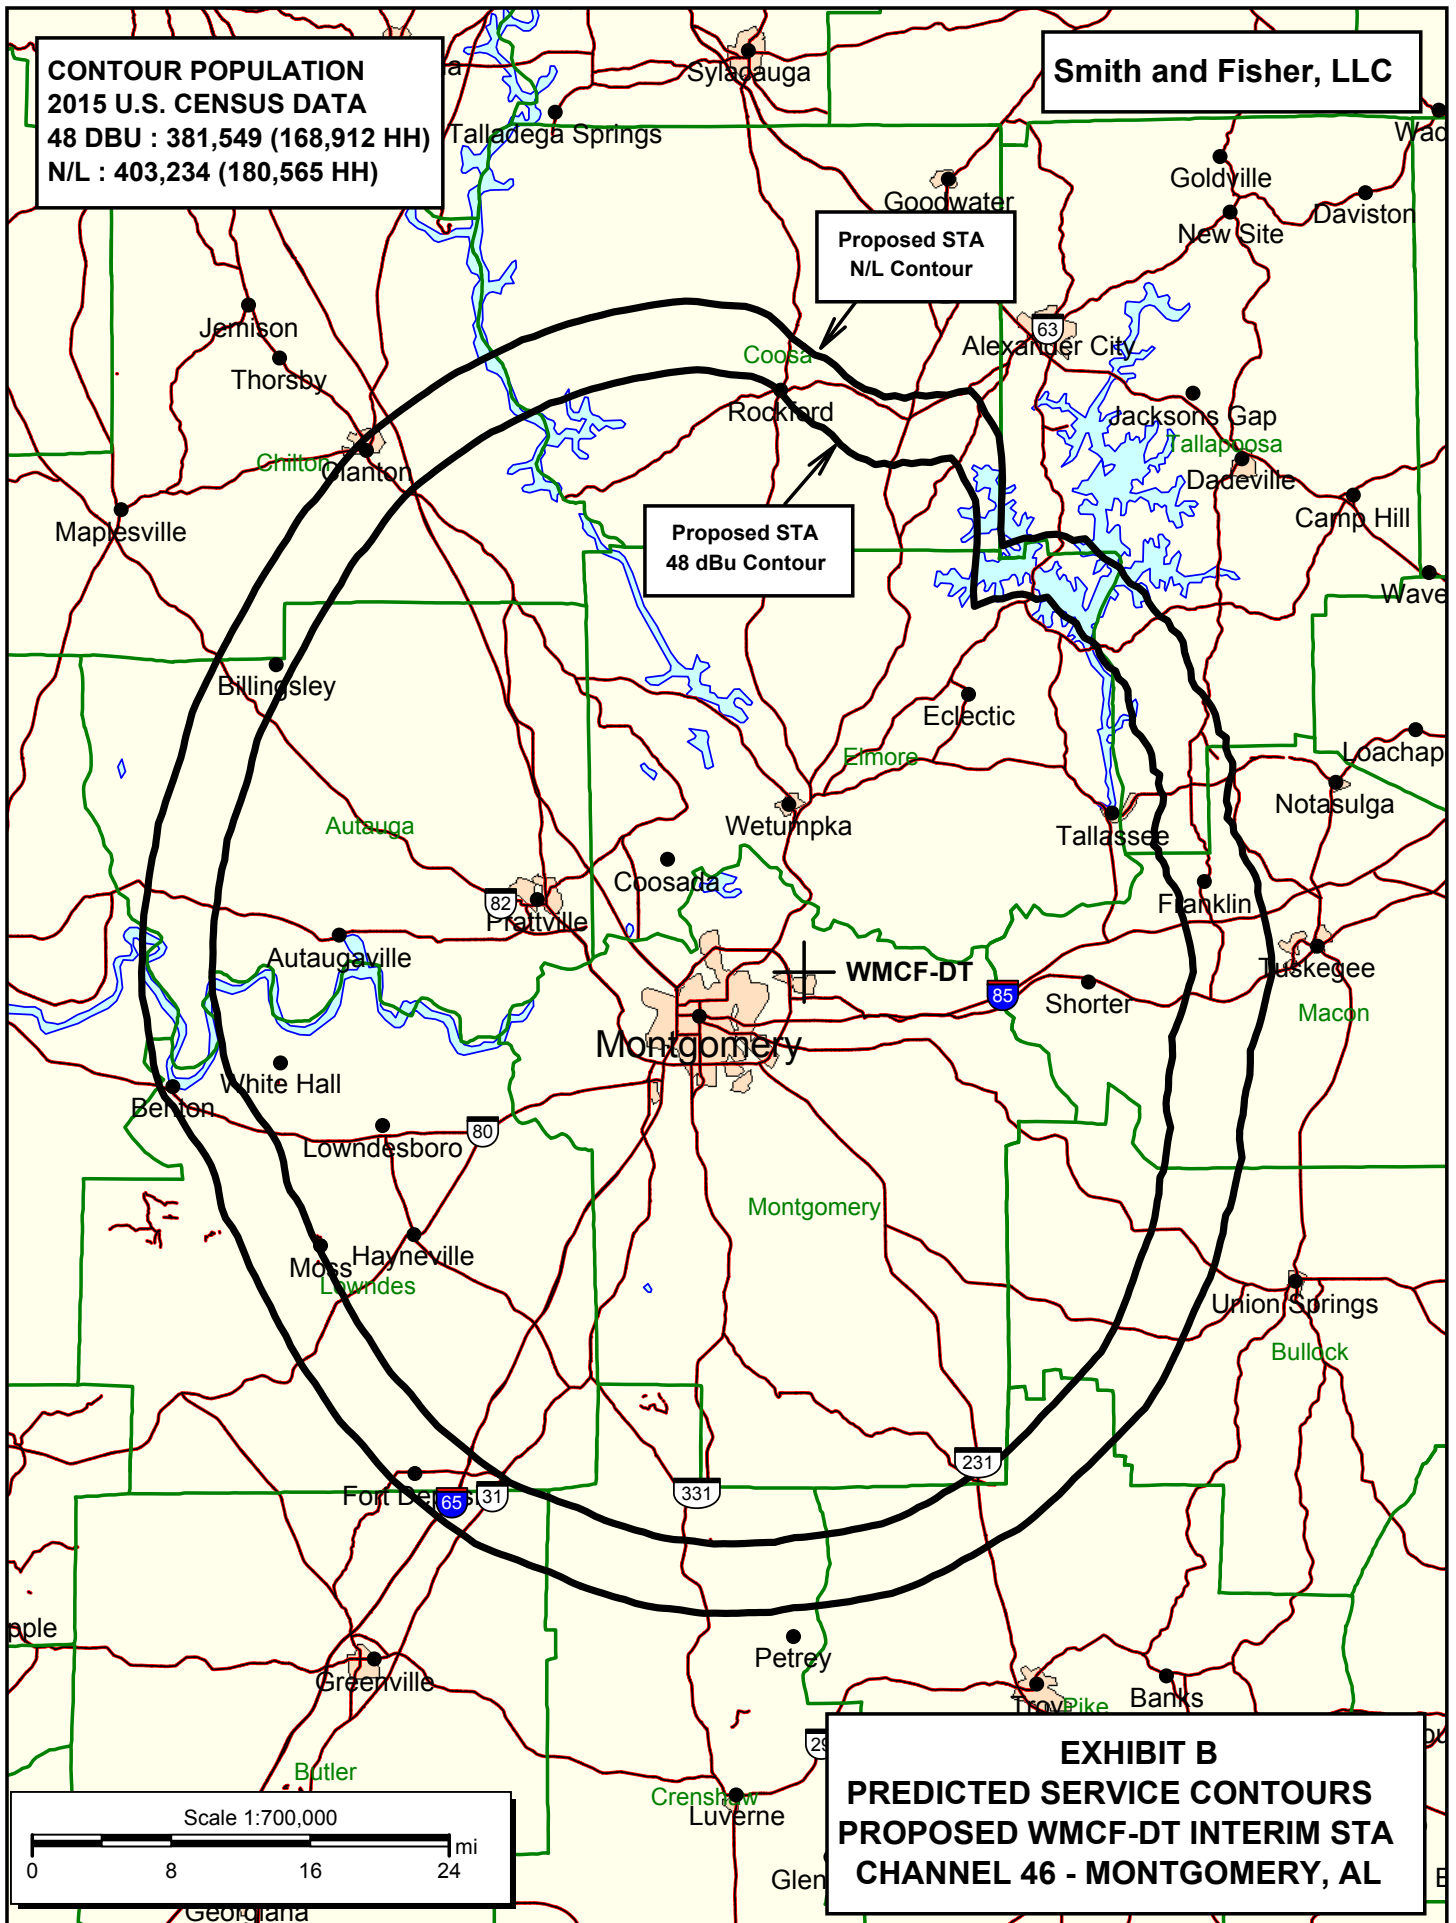 CONTOUR POPULATION
2015 U.S. CENSUS DATA
48 DBU : 381,549 (168,912 HH)
N/L : 403,234 (180,565 HH)
Smith and Fisher, LLC
Sylacauga
Talladega Springs
Goldville
Daviston
New Site
Goodwater
Proposed STA
N/L Contour
Jemison
Thorsby
Coosa
63
Alexander City
Rockford
Jacksons Gap
Tallapoosa
Dadeville
Chilton
Clanton
Camp Hill
Maplesville
Proposed STA
48 dBu Contour
Wave
Billingsley
Eclectic
Elmore
Loachap
Notasulga
Autauga
Wetumpka
Tallassee
Coosada
82
Prattville
Franklin
Autaugaville
WMCF-DT
Tuskegee
85
Shorter
Macon
Montgomery
White Hall
Benton
80
Lowndesboro
Montgomery
Hayneville
Moss
Lowndes
Union Springs
Bullock
231
Fort Deposit
65
31
331
pple
Petrey
Greenville
Troy
Pike
Banks
29
Butler
Crenshaw
Luverne
Glen
EXHIBIT B
PREDICTED SERVICE CONTOURS
PROPOSED WMCF-DT INTERIM STA
CHANNEL 46 - MONTGOMERY, AL
Scale 1:700,000
mi
0 8 16 24
Georgiana